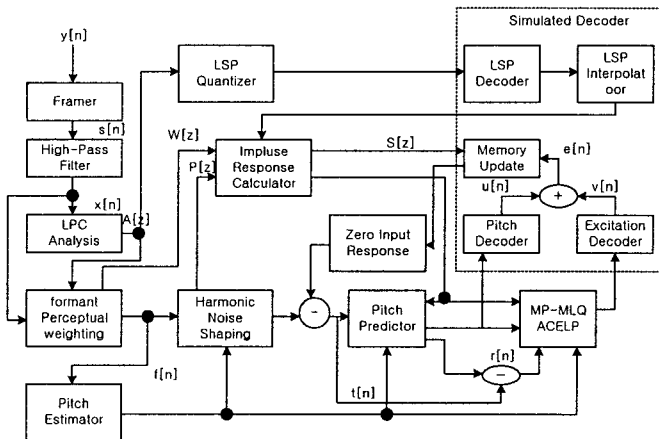 Simulated Decoder
y[n]
LSP
Quantizer
LSP
Decoder
LSP
Interpolat
oor
Framer
s[n]
High-Pass
Filter
W[z]
P[z]
Impluse
Response
Calculator
S[z]
Memory
Update
e[n]
u[n]
v[n]
+
x[n]
A[z]
LPC
Analysis
Zero Input
Response
Pitch
Decoder
Excitation
Decoder
formant
Perceptual
weighting
Harmonic
Noise
Shaping
-
Pitch
Predictor
MP-MLQ
ACELP
r[n]
-
f[n]
t[n]
Pitch
Estimator